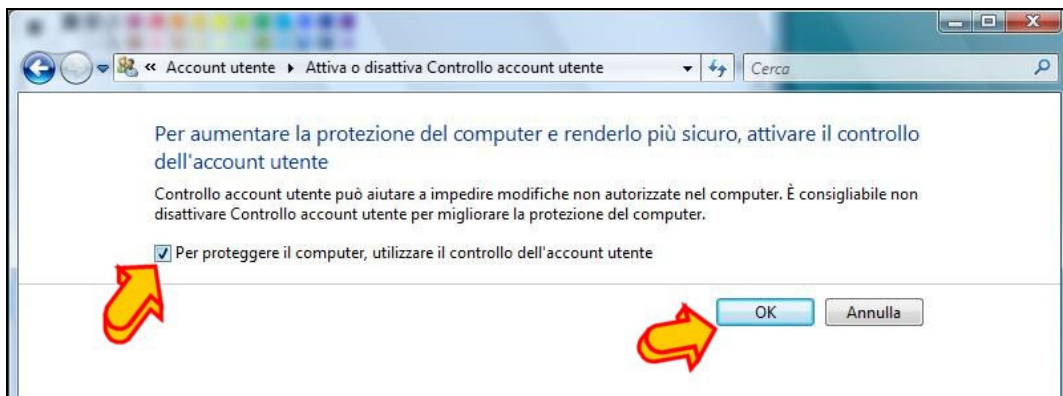 « Account utente ▸ Attiva o disattiva Controllo account utente
Cerca
Per aumentare la protezione del computer e renderlo più sicuro, attivare il controllo
dell'account utente
Controllo account utente può aiutare a impedire modifiche non autorizzate nel computer. È consigliabile non
disattivare Controllo account utente per migliorare la protezione del computer.
Per proteggere il computer, utilizzare il controllo dell'account utente
OK
Annulla